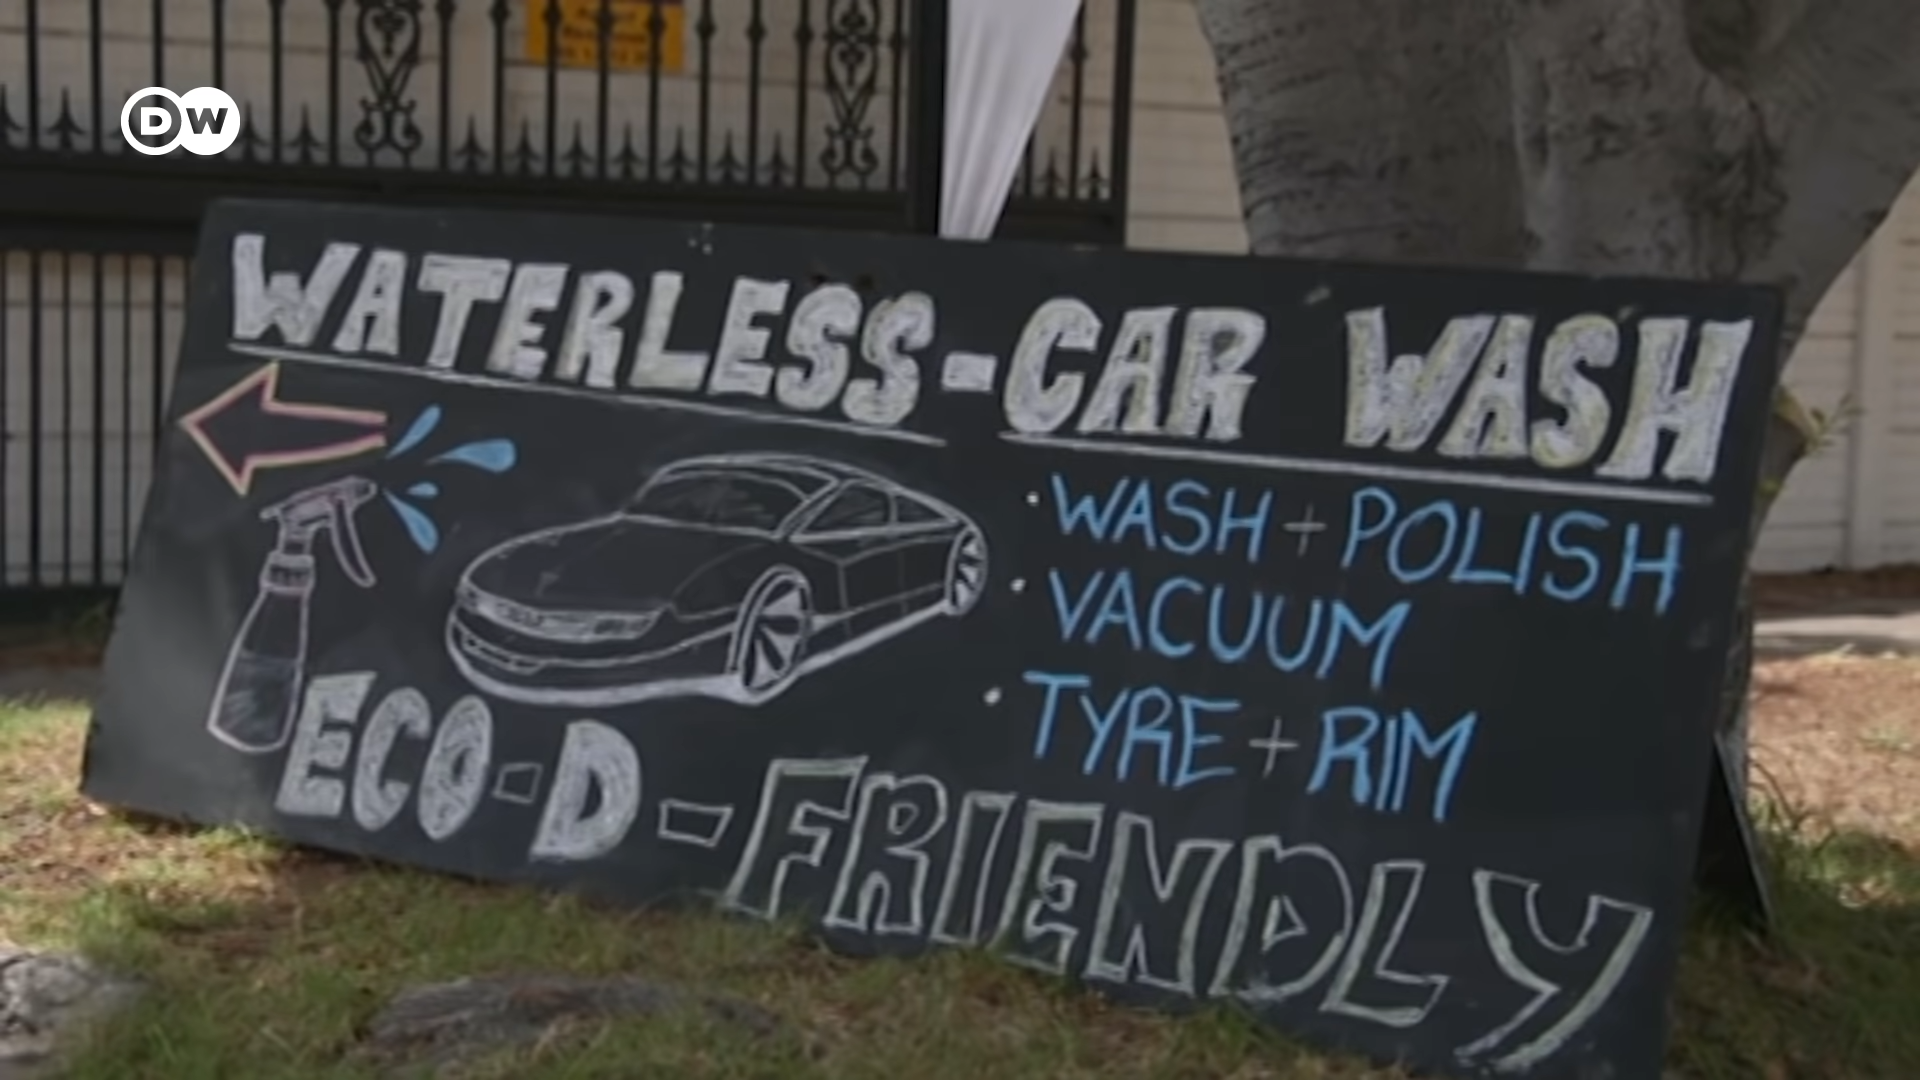 DW
WATERLESS-CAR WASH
• WASH + POLISH
• VACUUM
• TYRE + RIM
ECO-D-FRIENDLY